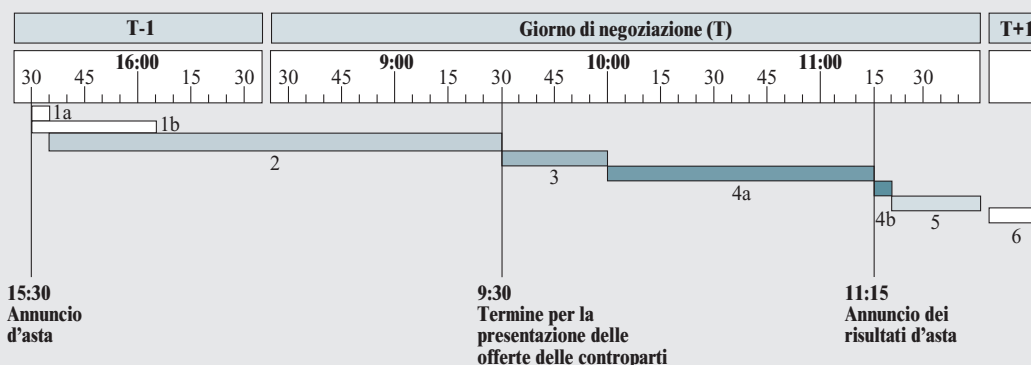 T-1 Giorno di negoziazione (T) T+1
16:00 9:00 10:00 11:00
30 45 15 30 30 45 15 30 45 15 30 45 15 30
1a
1b
2
3
4a
4b
5
6
15:30
Annuncio
d'asta
9:30
Termine per la
presentazione delle
offerte delle controparti
11:15
Annuncio dei
risultati d'asta